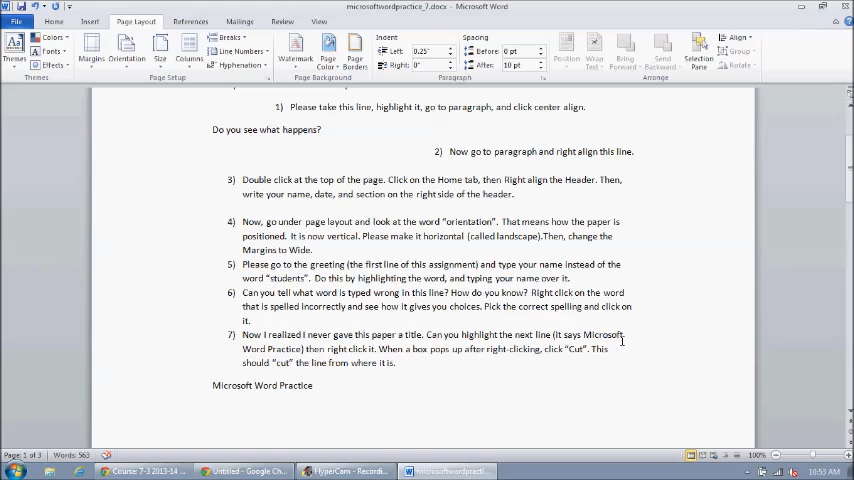 microsoftwordpractice_7.docx - Microsoft Word
File Home Insert Page Layout References Mailings Review View
Themes Colors Fonts Effects Themes
Margins Orientation Size Columns Breaks Line Numbers Hyphenation Page Setup
Watermark Page Color Page Borders Page Background
Indent Left: 0.25" Right: 0" Spacing Before: 0 pt After: 10 pt Paragraph
Position Wrap Text Bring Forward Send Backward Selection Pane Align Group Rotate Arrange
1) Please take this line, highlight it, go to paragraph, and click center align.
Do you see what happens?
2) Now go to paragraph and right align this line.
3) Double click at the top of the page. Click on the Home tab, then Right align the Header. Then,
write your name, date, and section on the right side of the header.
4) Now, go under page layout and look at the word “orientation”. That means how the paper is
positioned. It is now vertical. Please make it horizontal (called landscape).Then, change the
Margins to Wide.
5) Please go to the greeting (the first line of this assignment) and type your name instead of the
word “students”. Do this by highlighting the word, and typing your name over it.
6) Can you tell what word is typed wrong in this line? How do you know? Right click on the word
that is spelled incorrectly and see how it gives you choices. Pick the correct spelling and click on
it.
7) Now I realized I never gave this paper a title. Can you highlight the next line (it says Microsoft
Word Practice) then right click it. When a box pops up after right-clicking, click “Cut”. This
should “cut” the line from where it is.
Microsoft Word Practice
Page: 1 of 3 Words: 563 100%
Course: 7-3 2013-14 ... Untitled - Google Ch... HyperCam - Recordi... microsoftwordpracti... 10:53 AM